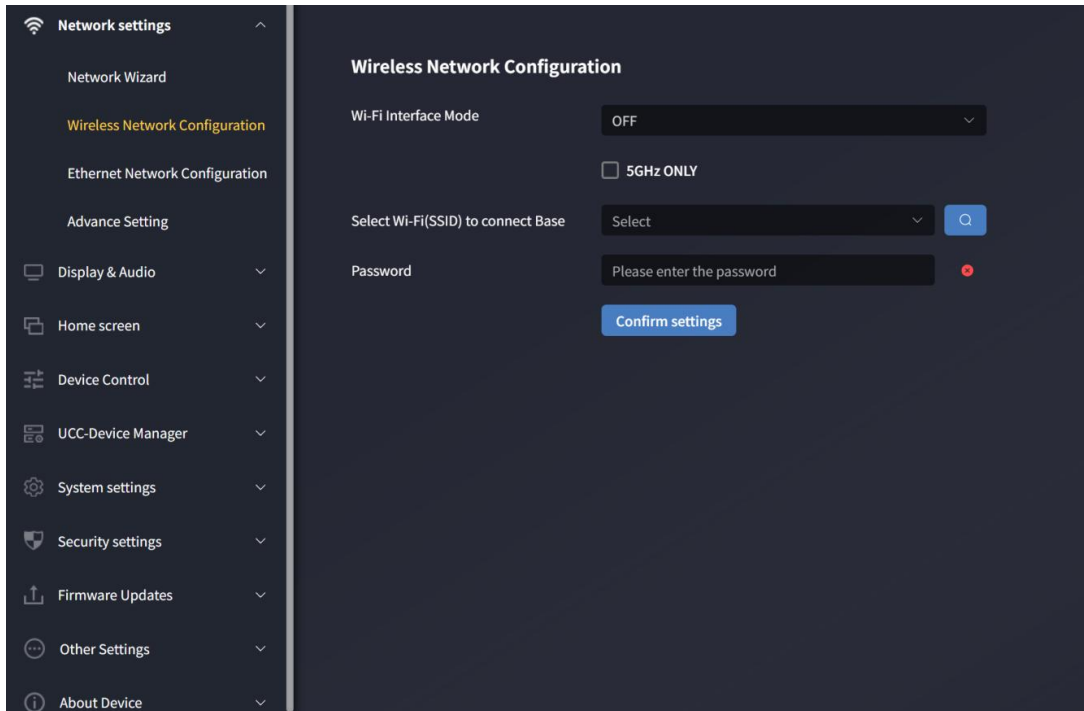 Network settings
Network Wizard
Wireless Network Configuration
Ethernet Network Configuration
Advance Setting
Display & Audio
Home screen
Device Control
UCC-Device Manager
System settings
Security settings
Firmware Updates
Other Settings
About Device
Wireless Network Configuration
Wi-Fi Interface Mode
OFF
5GHz ONLY
Select Wi-Fi(SSID) to connect Base
Select
Password
Please enter the password
Confirm settings